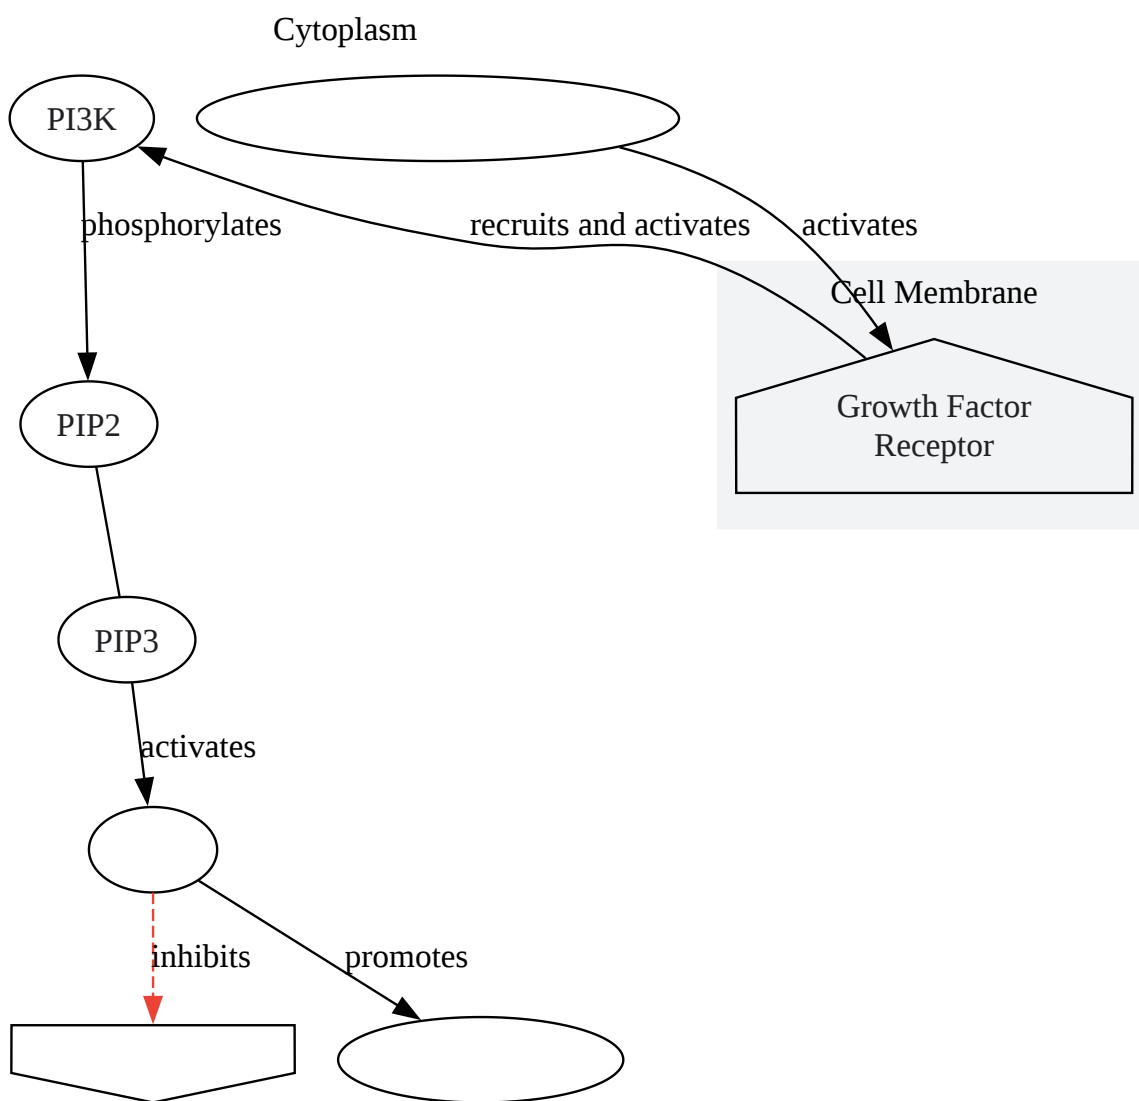 Cytoplasm
PI3K
phosphorylates
recruits and activates
activates
Cell Membrane
Growth Factor
Receptor
PIP2
PIP3
activates
inhibits
promotes